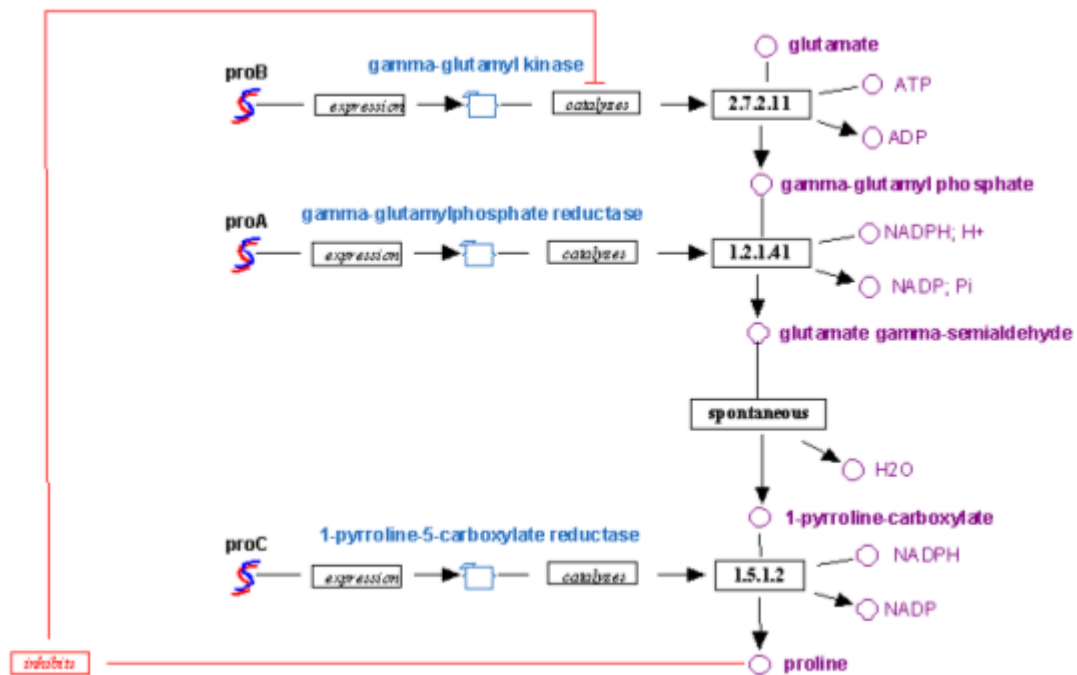 glutamate
gamma-glutamyl kinase
proB
ATP
expression
catalyzes
2.7.2.11
ADP
gamma-glutamyl phosphate
gamma-glutamylphosphate reductase
proA
NADPH; H+
expression
catalyzes
1.2.1.41
NADP; Pi
glutamate gamma-semialdehyde
spontaneous
H2O
1-pyrroline-carboxylate
1-pyrroline-5-carboxylate reductase
proC
NADPH
expression
catalyzes
1.5.1.2
NADP
inhibits
proline